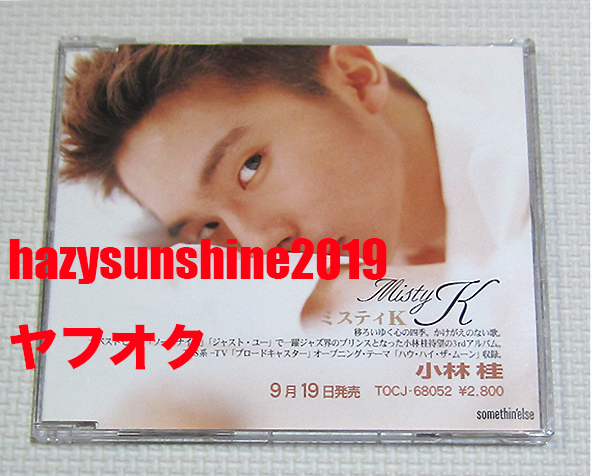 hazysunshine2019
Misty K
ミスティK
移ろいゆく心の四季。かけがえのない歌。
ヤフオク
「ジャスト・ユー」で一躍ジャズ界のプリンスとなった小林桂待望の3rdアルバム。
系-TV「ブロードキャスター」オープニング・テーマ「ハウ・ハイ・ザ・ムーン」収録。
小林 桂
9月19日発売 TOCJ-68052 ¥2,800
somethin'else